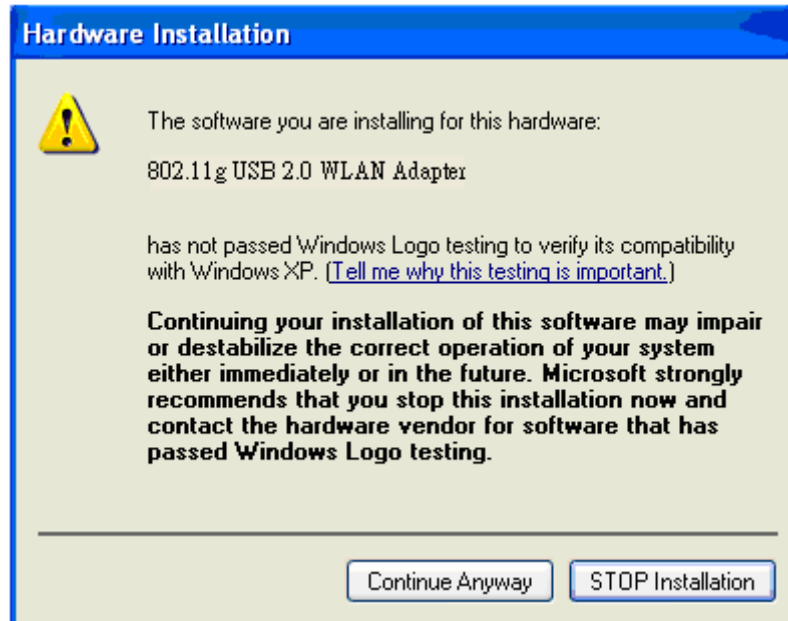 Hardware Installation
The software you are installing for this hardware:
802.11g USB 2.0 WLAN Adapter
has not passed Windows Logo testing to verify its compatibility
with Windows XP. (Tell me why this testing is important.)
Continuing your installation of this software may impair
or destabilize the correct operation of your system
either immediately or in the future. Microsoft strongly
recommends that you stop this installation now and
contact the hardware vendor for software that has
passed Windows Logo testing.
Continue Anyway
STOP Installation